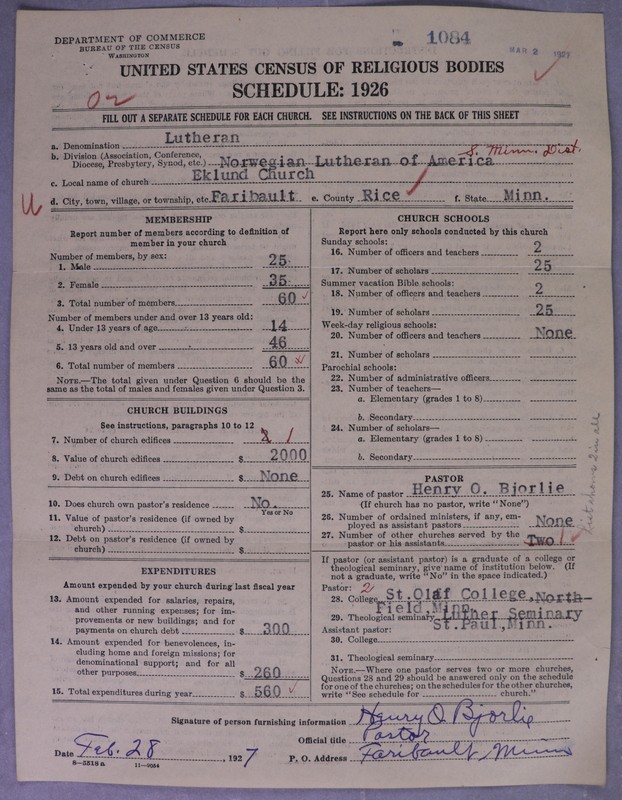 DEPARTMENT OF COMMERCE
BUREAU OF THE CENSUS
WASHINGTON
1084
MAR 2 1927
UNITED STATES CENSUS OF RELIGIOUS BODIES
SCHEDULE: 1926
FILL OUT A SEPARATE SCHEDULE FOR EACH CHURCH. SEE INSTRUCTIONS ON THE BACK OF THIS SHEET
a. Denomination Lutheran
b. Division (Association, Conference, Diocese, Presbytery, Synod, etc.) Norwegian Lutheran of America S. Minn. Dist.
c. Local name of church Eklund Church
d. City, town, village, or township, etc. Faribault e. County Rice f. State Minn.
MEMBERSHIP
Report number of members according to definition of
member in your church
Number of members, by sex:
1. Male 25
2. Female 35
3. Total number of members 60
Number of members under and over 13 years old:
4. Under 13 years of age 14
5. 13 years old and over 46
6. Total number of members 60
NOTE.—The total given under Question 6 should be the
same as the total of males and females given under Question 3.
CHURCH BUILDINGS
See instructions, paragraphs 10 to 12
7. Number of church edifices 2 1
8. Value of church edifices $ 2000
9. Debt on church edifices $ None
10. Does church own pastor's residence No.
Yes or No
11. Value of pastor's residence (if owned by
church) $
12. Debt on pastor's residence (if owned by
church) $
EXPENDITURES
Amount expended by your church during last fiscal year
13. Amount expended for salaries, repairs,
and other running expenses; for im-
provements or new buildings; and for
payments on church debt $ 300
14. Amount expended for benevolences, in-
cluding home and foreign missions; for
denominational support; and for all
other purposes $ 260
15. Total expenditures during year $ 560
CHURCH SCHOOLS
Report here only schools conducted by this church
Sunday schools:
16. Number of officers and teachers 2
17. Number of scholars 25
Summer vacation Bible schools:
18. Number of officers and teachers 2
19. Number of scholars 25
Week-day religious schools:
20. Number of officers and teachers None
21. Number of scholars
Parochial schools:
22. Number of administrative officers
23. Number of teachers—
a. Elementary (grades 1 to 8)
b. Secondary
24. Number of scholars—
a. Elementary (grades 1 to 8)
b. Secondary
PASTOR
25. Name of pastor Henry O. Bjorlie
(If church has no pastor, write "None")
26. Number of ordained ministers, if any, em-
ployed as assistant pastors None
27. Number of other churches served by the
pastor or his assistants Two 1
If pastor (or assistant pastor) is a graduate of a college or
theological seminary, give name of institution below. (If
not a graduate, write "No" in the space indicated.)
Pastor: 2
28. College St. Olaf College, North-
Field, Minn.
29. Theological seminary Luther Seminary
St. Paul, Minn.
Assistant pastor:
30. College
31. Theological seminary
NOTE.—Where one pastor serves two or more churches,
Questions 28 and 29 should be answered only on the schedule
for one of the churches; on the schedules for the other churches,
write "See schedule for church."
Signature of person furnishing information Henry O Bjorlie
Official title Pastor
Date Feb. 28, 1927 P. O. Address Faribault, Minn
8—5518a 11—9054